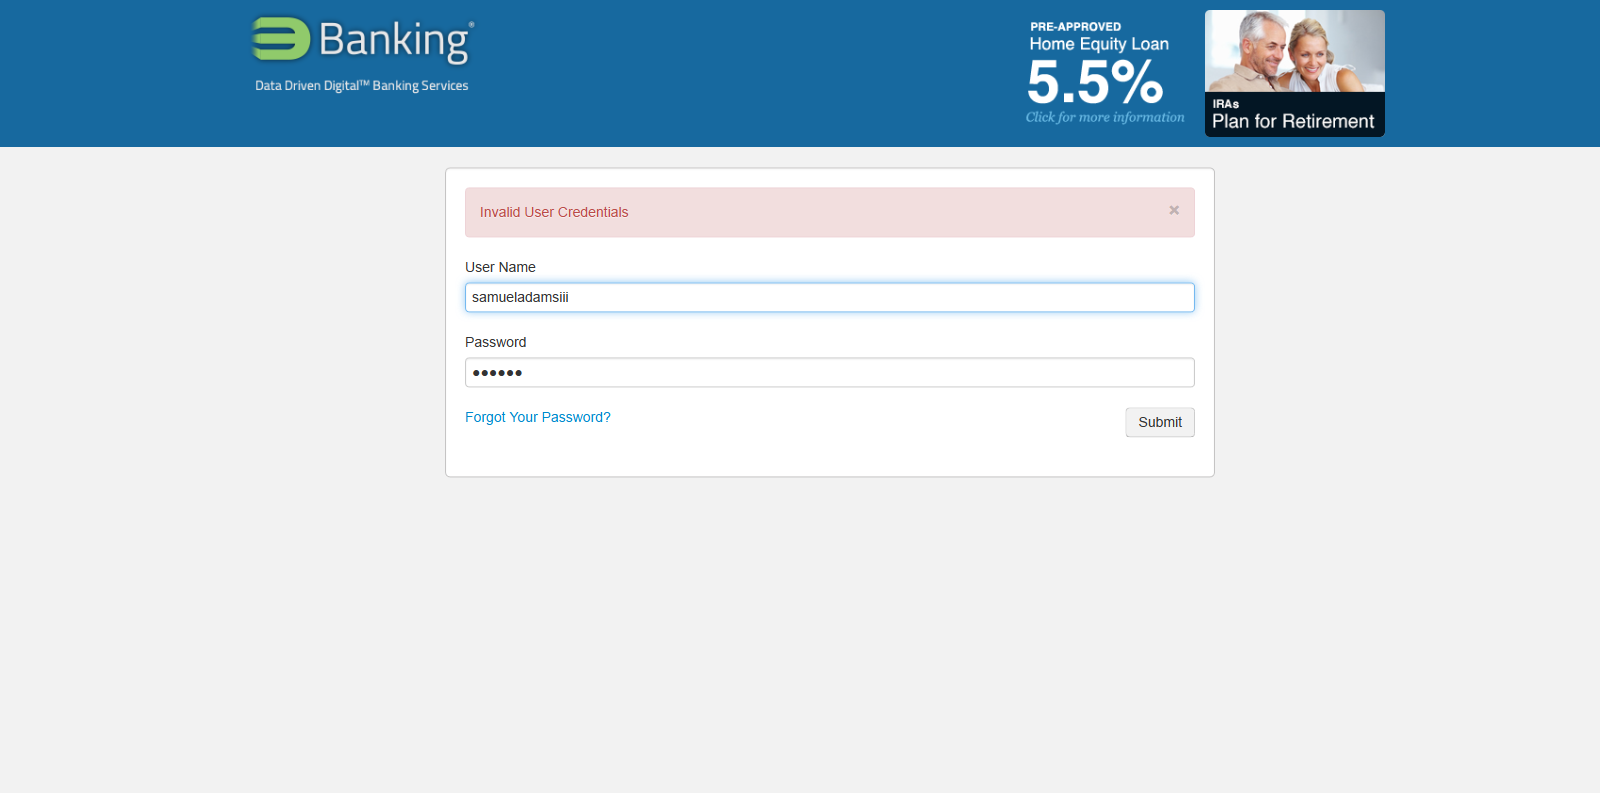 Banking®
Data Driven Digital™ Banking Services
PRE-APPROVED
Home Equity Loan
5.5%
Click for more information
IRAs
Plan for Retirement
Invalid User Credentials
×
User Name
samueladamsiii
Password
●●●●●●
Forgot Your Password?
Submit